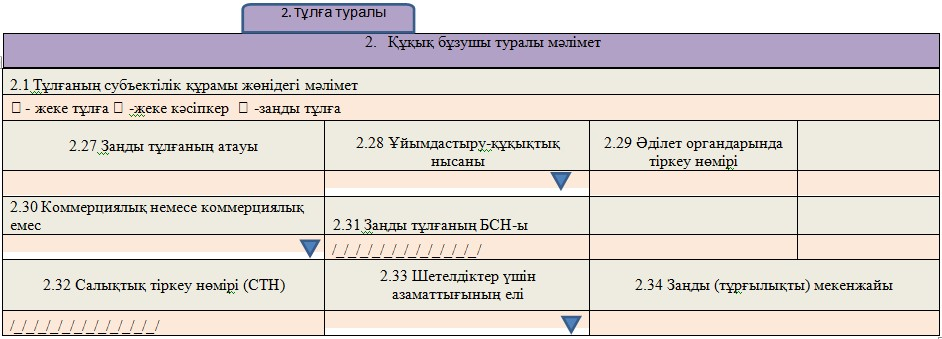 2. Тұлға туралы
2. Құқық бұзушы туралы мәлімет
2.1 Тұлғаның субъектілік құрамы жөнідегі мәлімет
☐ - жеке тұлға ☐ -жеке кәсіпкер ☐ -заңды тұлға
2.27 Заңды тұлғаның атауы
2.28 Ұйымдастыру-құқықтық
нысаны
2.29 Әділет органдарында
тіркеу нөмірі
2.30 Коммерциялық немесе коммерциялық
емес
2.31 Заңды тұлғаның БСН-ы
/_/_/_/_/_/_/_/_/_/_/_/_/
2.32 Салықтық тіркеу нөмірі (СТН)
2.33 Шетелдіктер үшін
азаматтығының елі
2.34 Заңды (тұрғылықты) мекенжайы
/_/_/_/_/_/_/_/_/_/_/_/_/